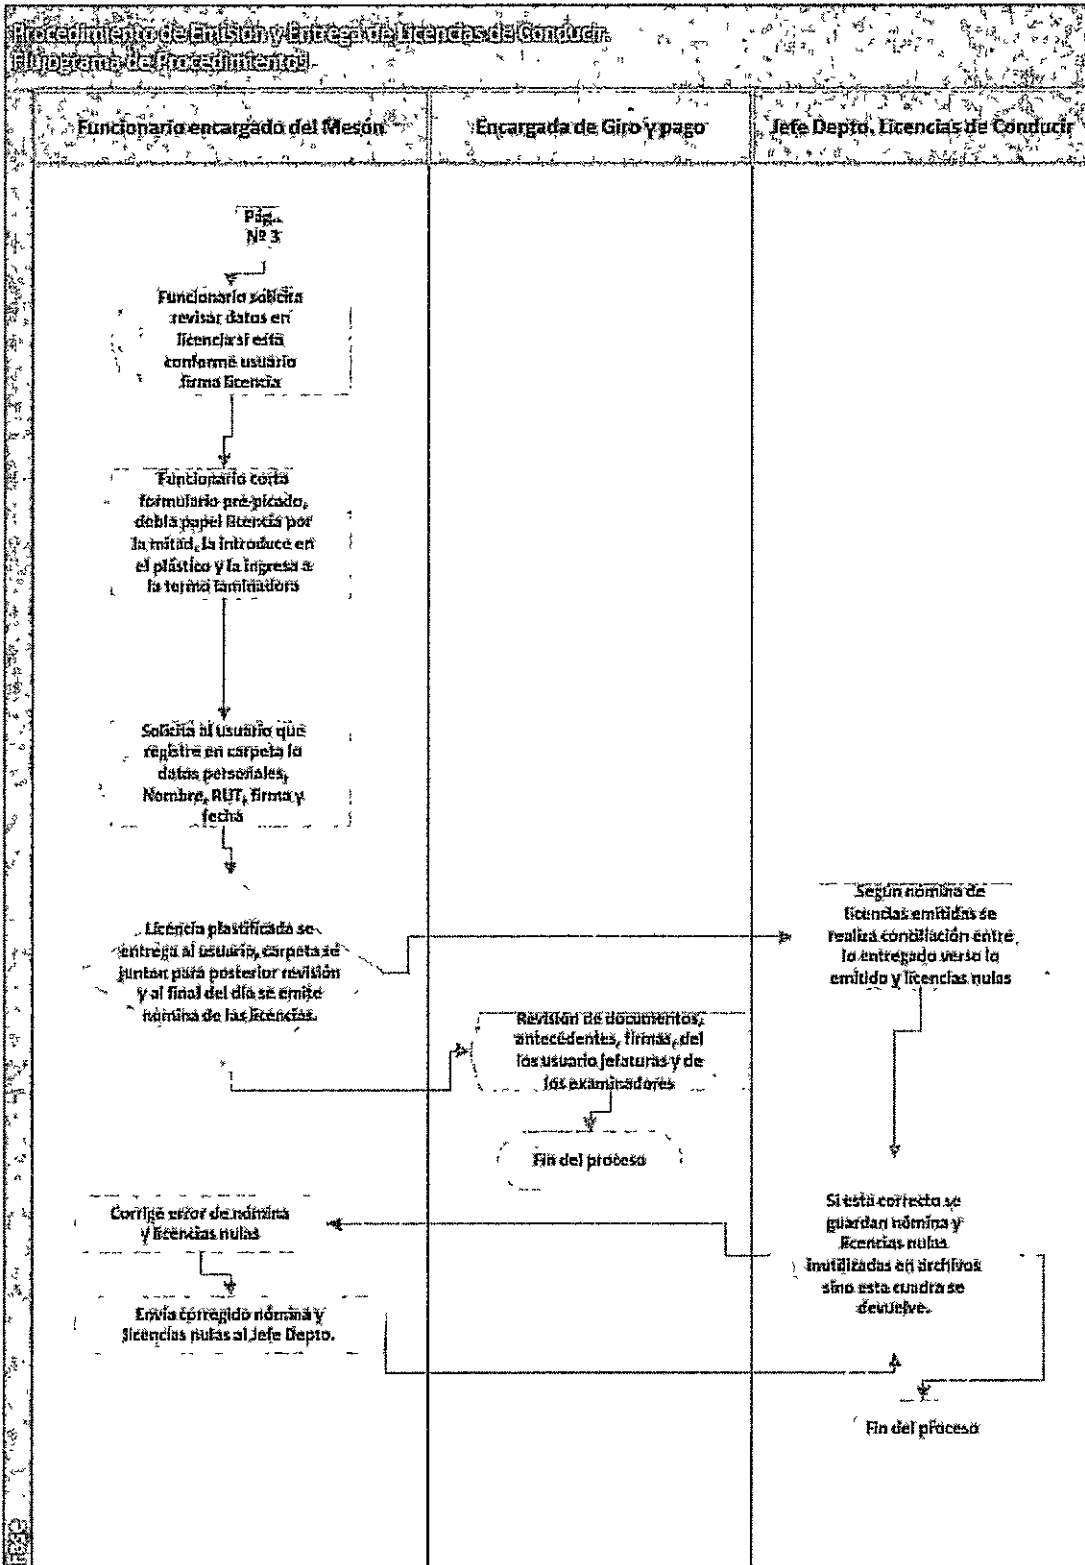 Procedimiento de Emisión y Entrega de Licencias de Conducir.
Flujograma de Procedimientos
Funcionario encargado del Mesón
Encargada de Giro y pago
Jefe Depto. Licencias de Conducir
Pág.
Nº 3
Funcionario solicita
revisar datos en
licencia si está
conforme usuario
firma licencia
Funcionario corta
formulario pre-picado,
dobla papel licencia por
la mitad, la introduce en
el plástico y la ingresa a
la termo laminadora
Solicita al usuario que
registre en carpeta lo
datos personales,
Nombre, RUT, firma y
fecha
Licencia plastificada se
entrega al usuario, carpeta se
juntan para posterior revisión
y al final del día se emite
nomina de las licencias.
Según nomina de
licencias emitidas se
realiza conciliación entre
lo entregado verso lo
emitido y licencias nulas
Revisión de documentos,
antecédentes, firmas, del
los usuario jefaturas y de
los examinadores
Fin del proceso
Corrige error de nómina
y licencias nulas
Si está correcto se
guardan nómina y
licencias nulas
inutilizadas en archivos
sino esta cuadra se
devuelve.
Envía corregido nómina y
licencias nulas al Jefe Depto.
Fin del proceso